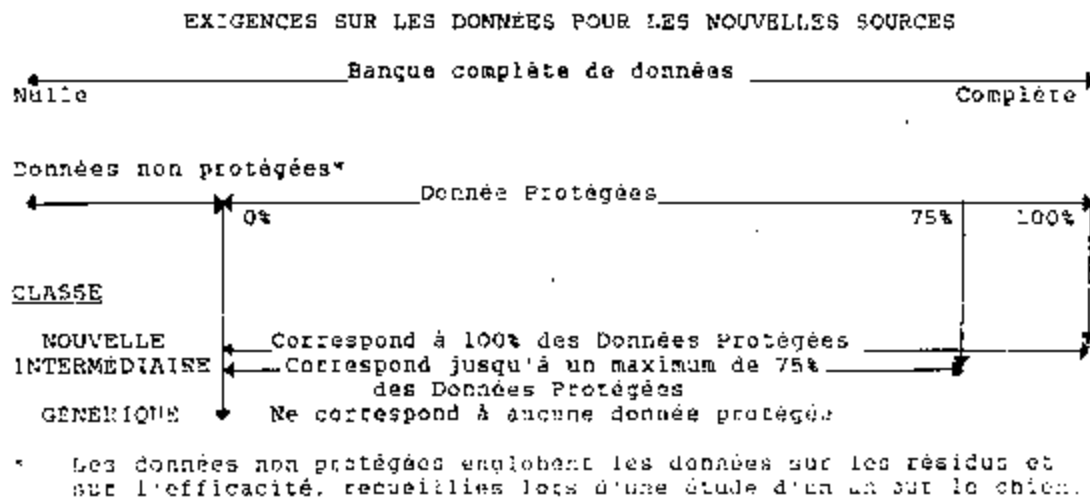 EXIGENCES SUR LES DONNÉES POUR LES NOUVELLES SOURCES
Banque complète de données
Nulle Complète
Données non protégées*
Donnée Protégées
0% 75% 100%
CLASSE
NOUVELLE Correspond à 100% des Données Protégées
INTERMÉDIAIRE Correspond jusqu'à un maximum de 75%
des Données Protégées
GÉNÉRIQUE Ne correspond à aucune donnée protégée
* Les données non protégées englobent les données sur les résidus et
sur l'efficacité, recueillies lors d'une étude d'un an sur le chien.